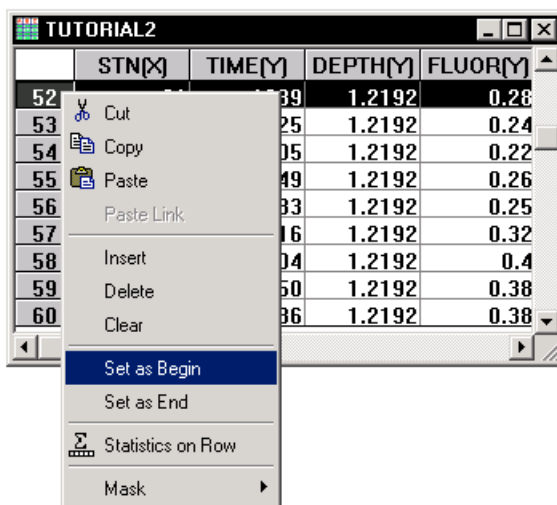 TUTORIAL2
STN(X) TIME(Y) DEPTH(Y) FLUOR(Y)
52 39 1.2192 0.28
53 25 1.2192 0.24
54 05 1.2192 0.22
55 49 1.2192 0.26
56 33 1.2192 0.25
57 16 1.2192 0.32
58 04 1.2192 0.4
59 50 1.2192 0.38
60 36 1.2192 0.38
Cut
Copy
Paste
Paste Link
Insert
Delete
Clear
Set as Begin
Set as End
Statistics on Row
Mask